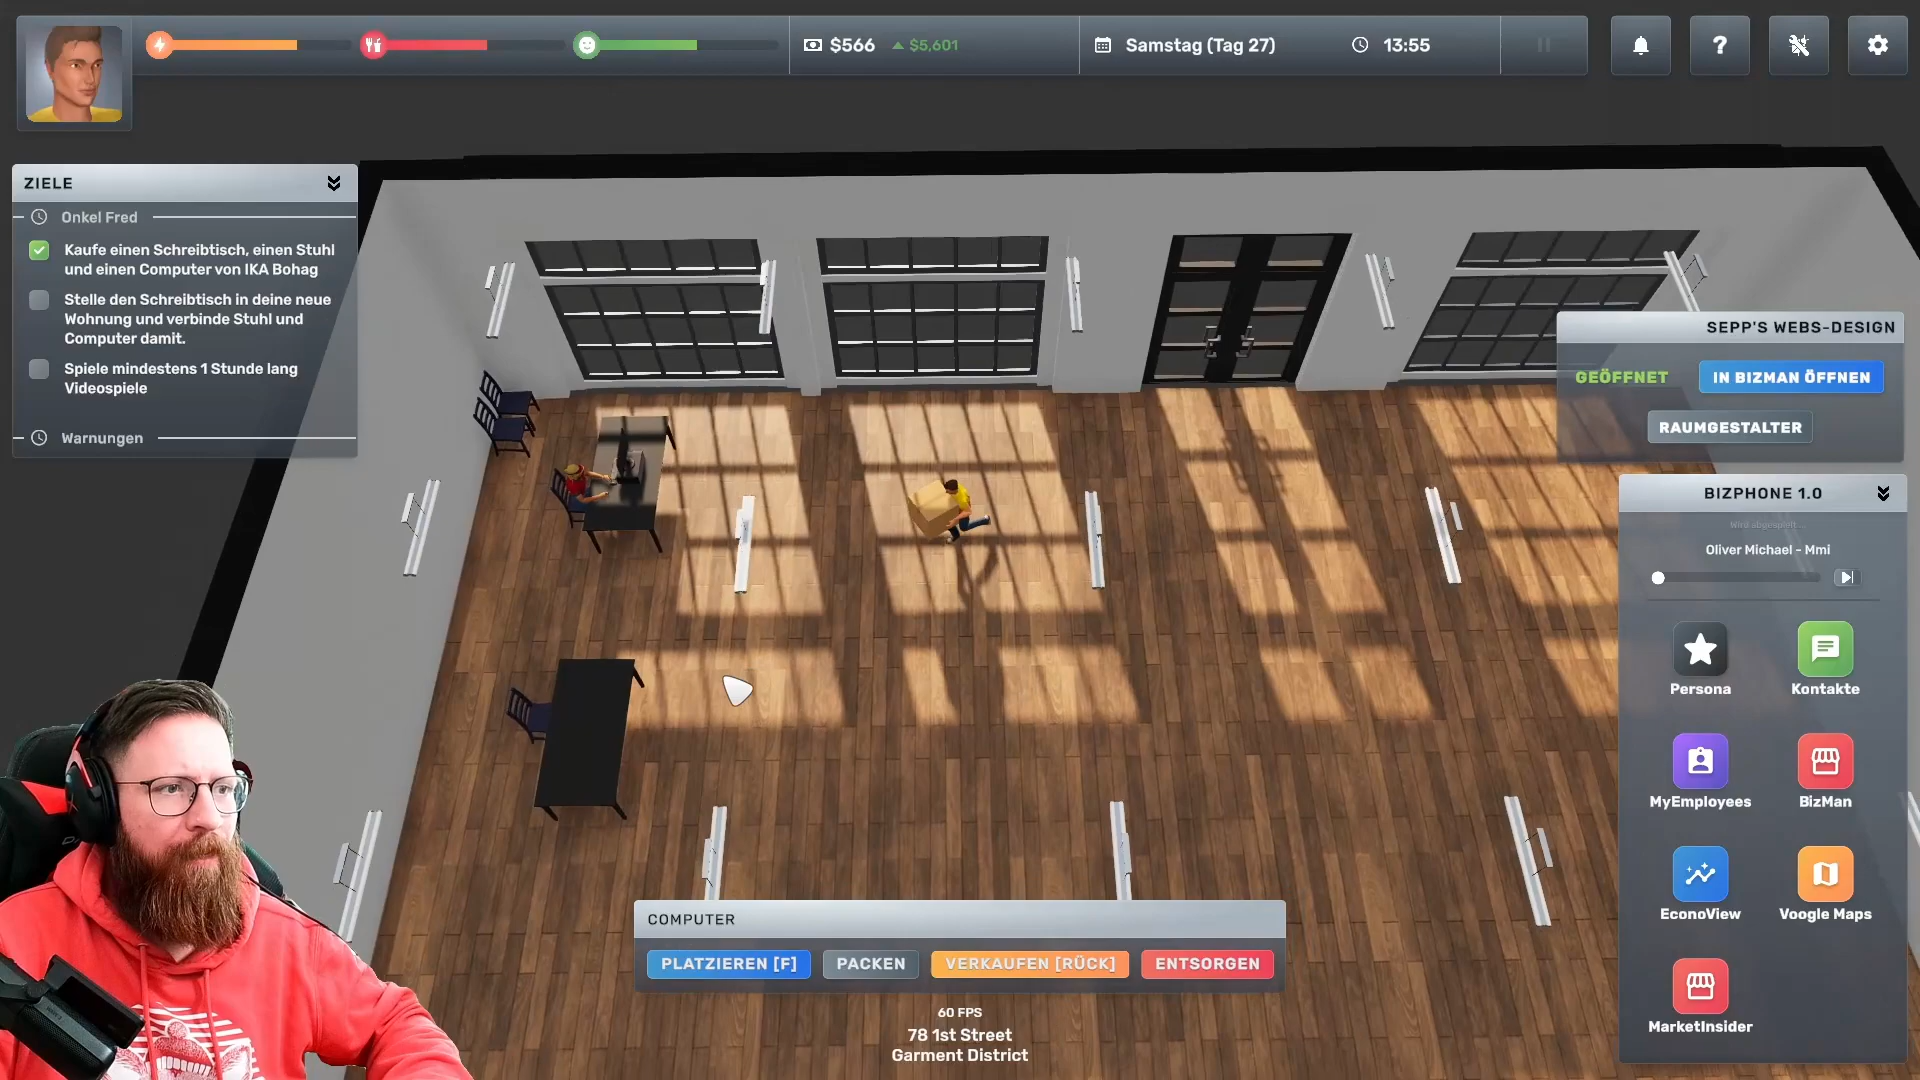 $566 $5,601
Samstag (Tag 27)
13:55
?
ZIELE
Onkel Fred
Kaufe einen Schreibtisch, einen Stuhl
und einen Computer von IKA Bohag
Stelle den Schreibtisch in deine neue
Wohnung und verbinde Stuhl und
Computer damit.
Spiele mindestens 1 Stunde lang
Videospiele
Warnungen
SEPP'S WEBS-DESIGN
GEÖFFNET
IN BIZMAN ÖFFNEN
RAUMGESTALTER
BIZPHONE 1.0
Wird abgespielt...
Oliver Michael - Mmi
Persona
Kontakte
MyEmployees
BizMan
EconoView
Voogle Maps
MarketInsider
COMPUTER
PLATZIEREN [F]
PACKEN
VERKAUFEN [RÜCK]
ENTSORGEN
60 FPS
78 1st Street
Garment District